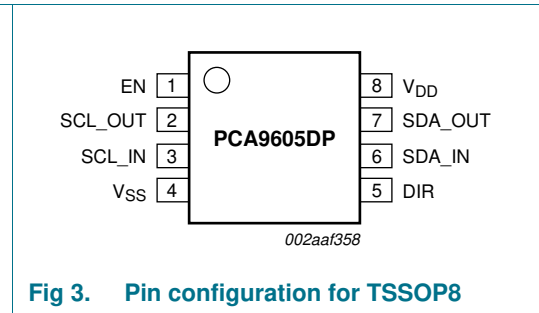 EN 1 8 VDD
SCL_OUT 2 7 SDA_OUT
PCA9605DP
SCL_IN 3 6 SDA_IN
VSS 4 5 DIR
002aaf358
Fig 3. Pin configuration for TSSOP8